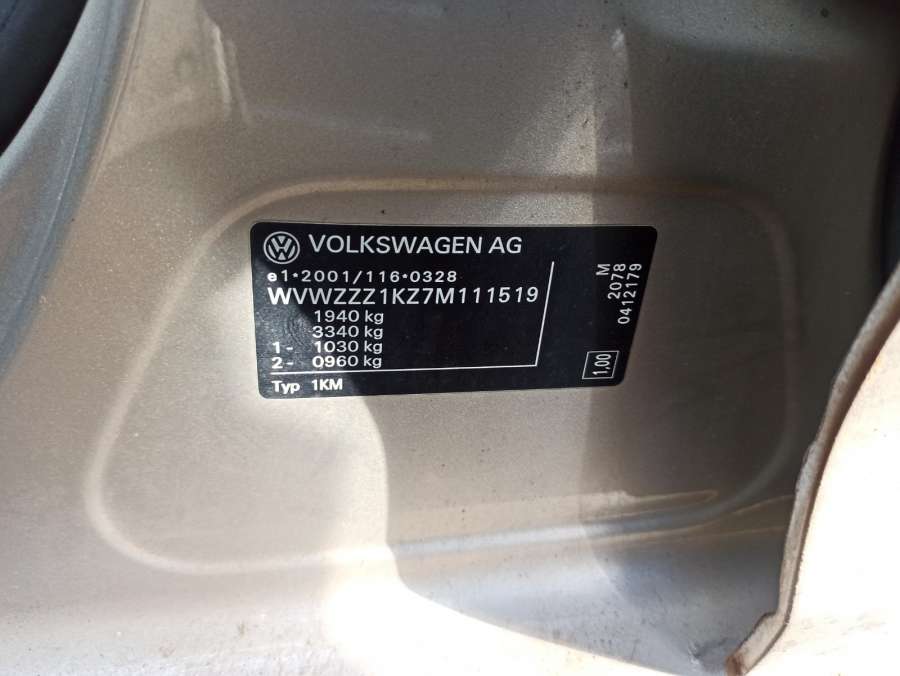 VOLKSWAGEN AG
e1*2001/116*0328
WVWZZZ1KZ7M111519
1940 kg
3340 kg
1- 1030 kg
2- 0960 kg
Typ 1KM
M
2078
0412179
1,00